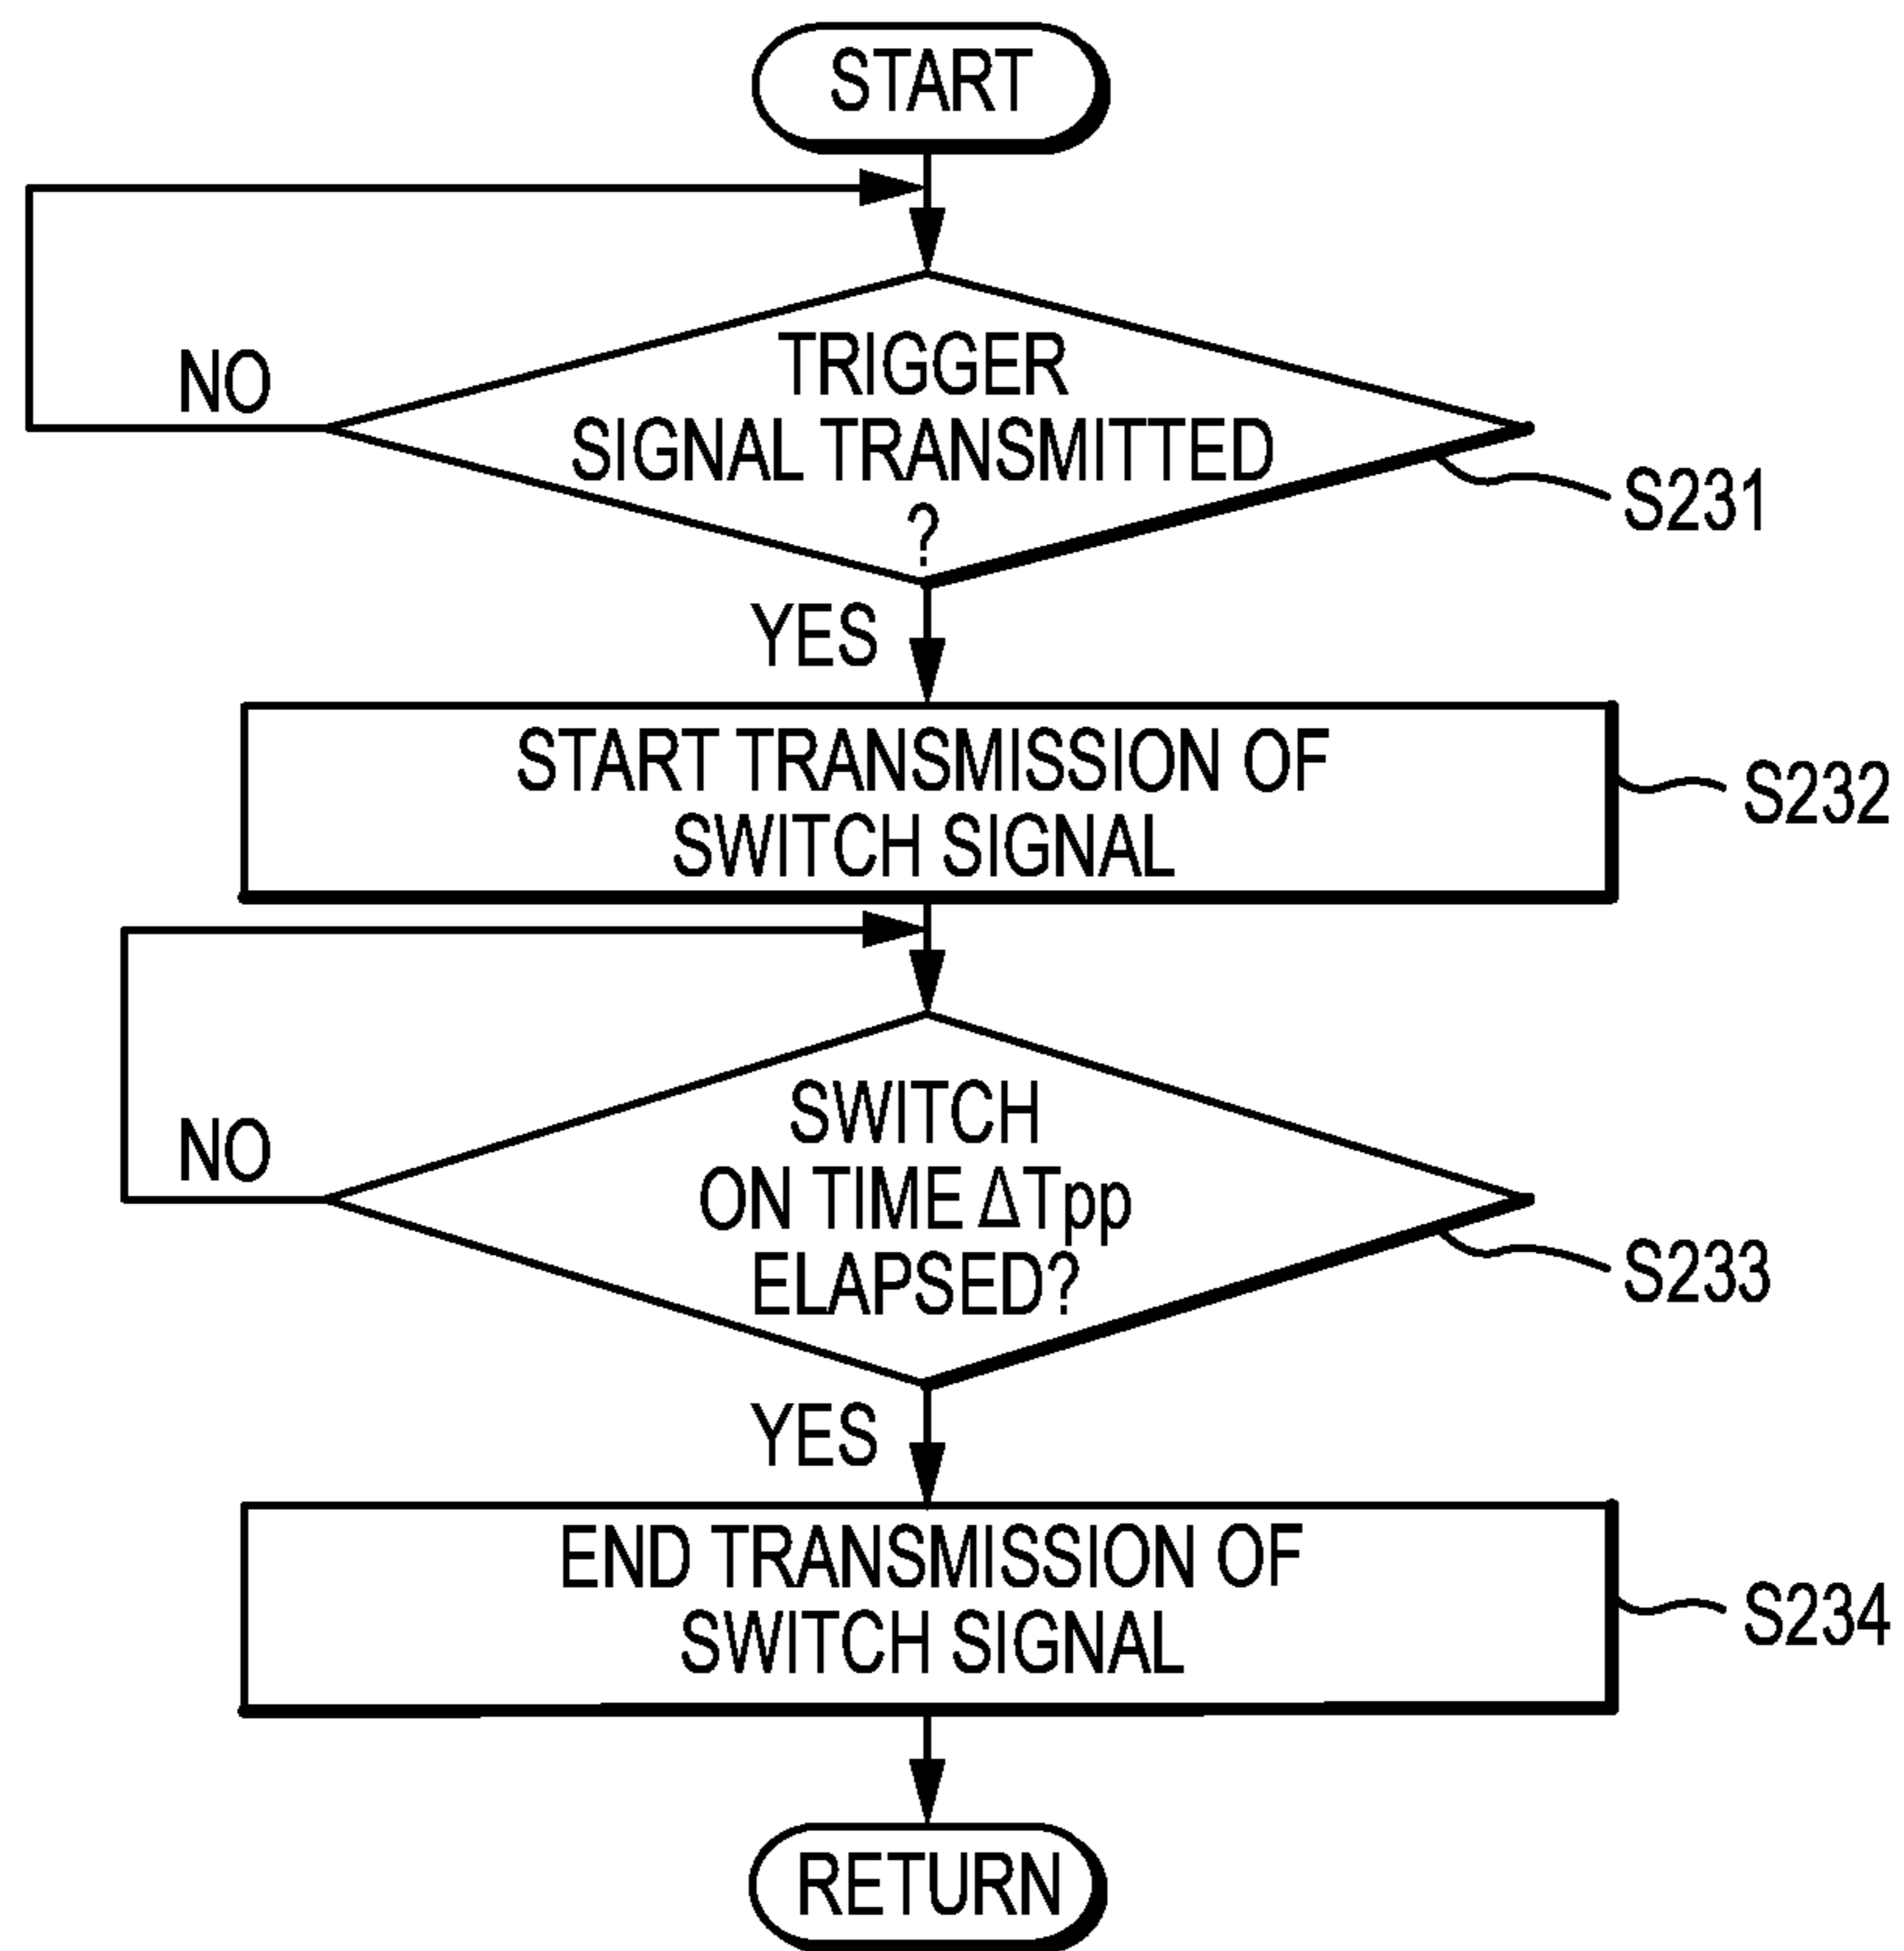 START
NO
TRIGGER
SIGNAL TRANSMITTED
?
S231
YES
START TRANSMISSION OF
SWITCH SIGNAL
S232
NO
SWITCH
ON TIME ΔTpp
ELAPSED?
S233
YES
END TRANSMISSION OF
SWITCH SIGNAL
S234
RETURN